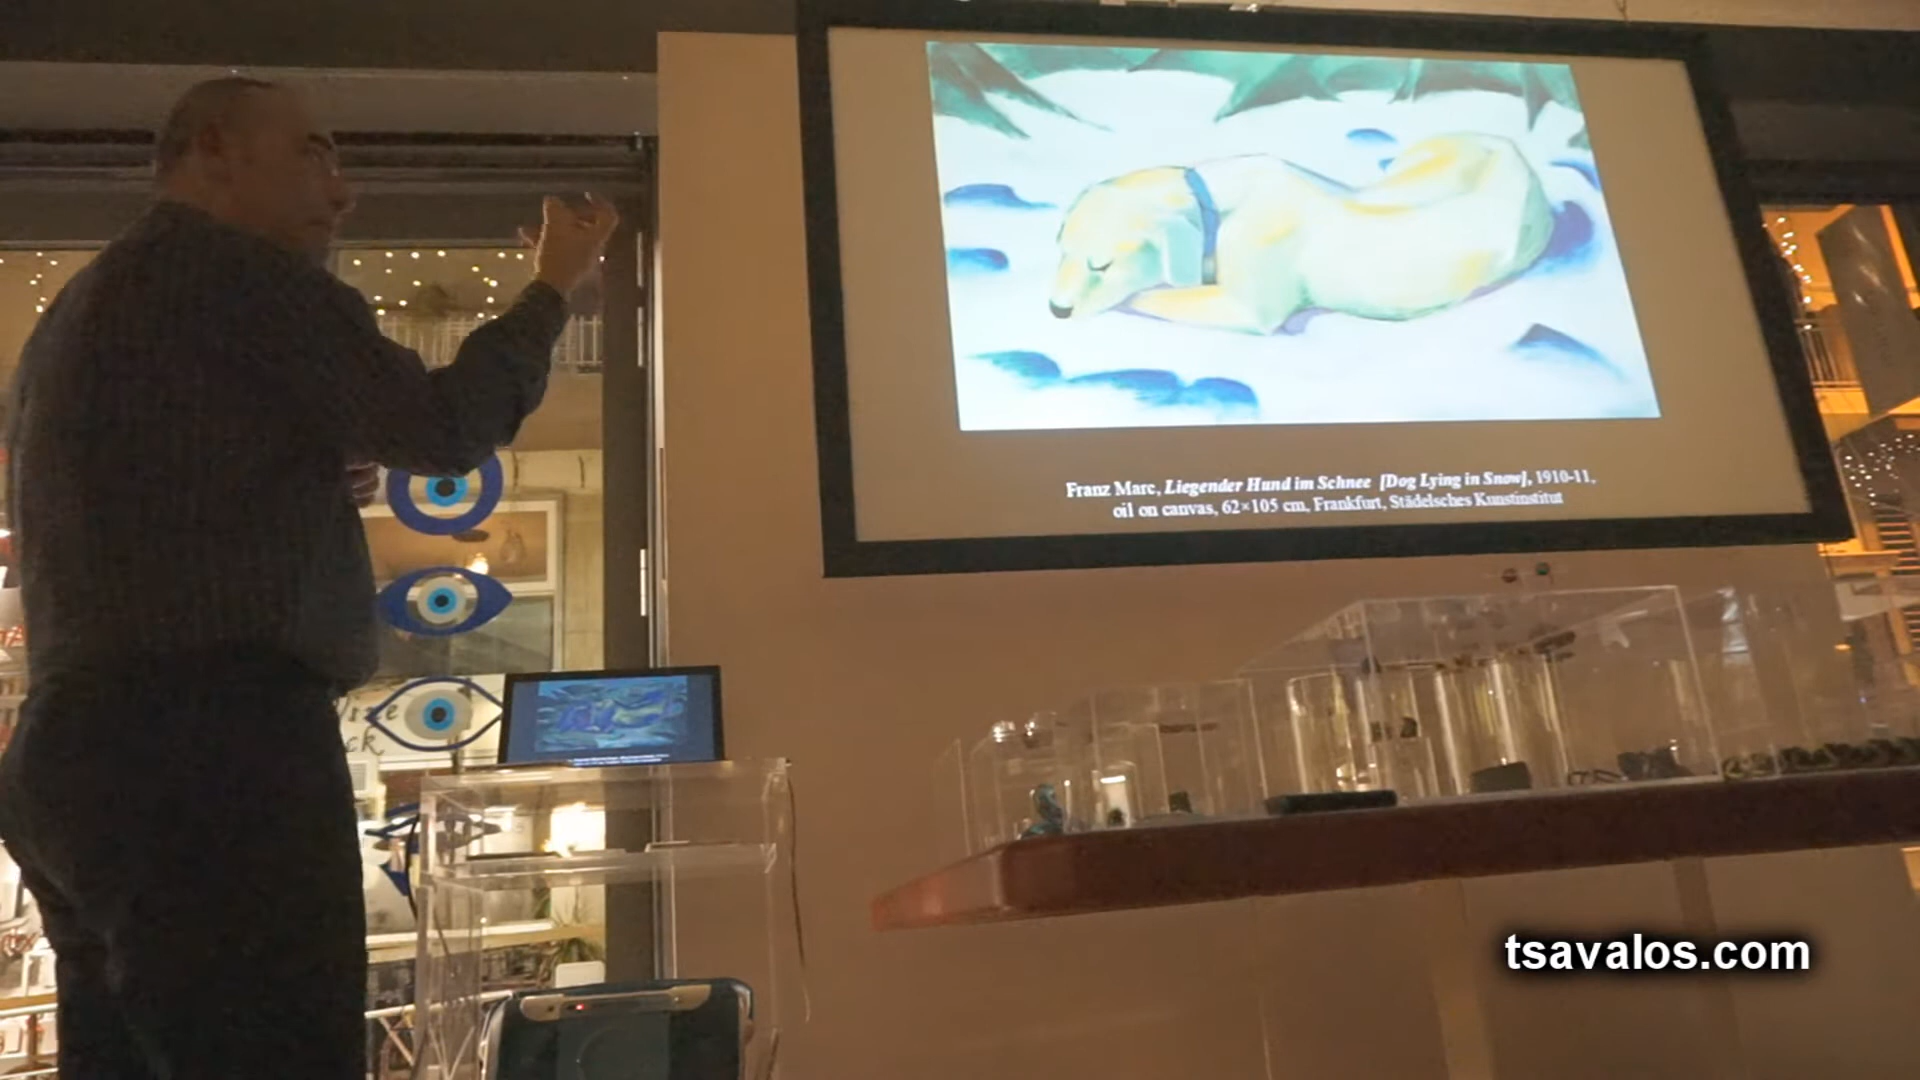 Franz Marc, Liegender Hund im Schnee [Dog Lying in Snow], 1910-11,
oil on canvas, 62×105 cm, Frankfurt, Städelsches Kunstinstitut
tsavalos.com